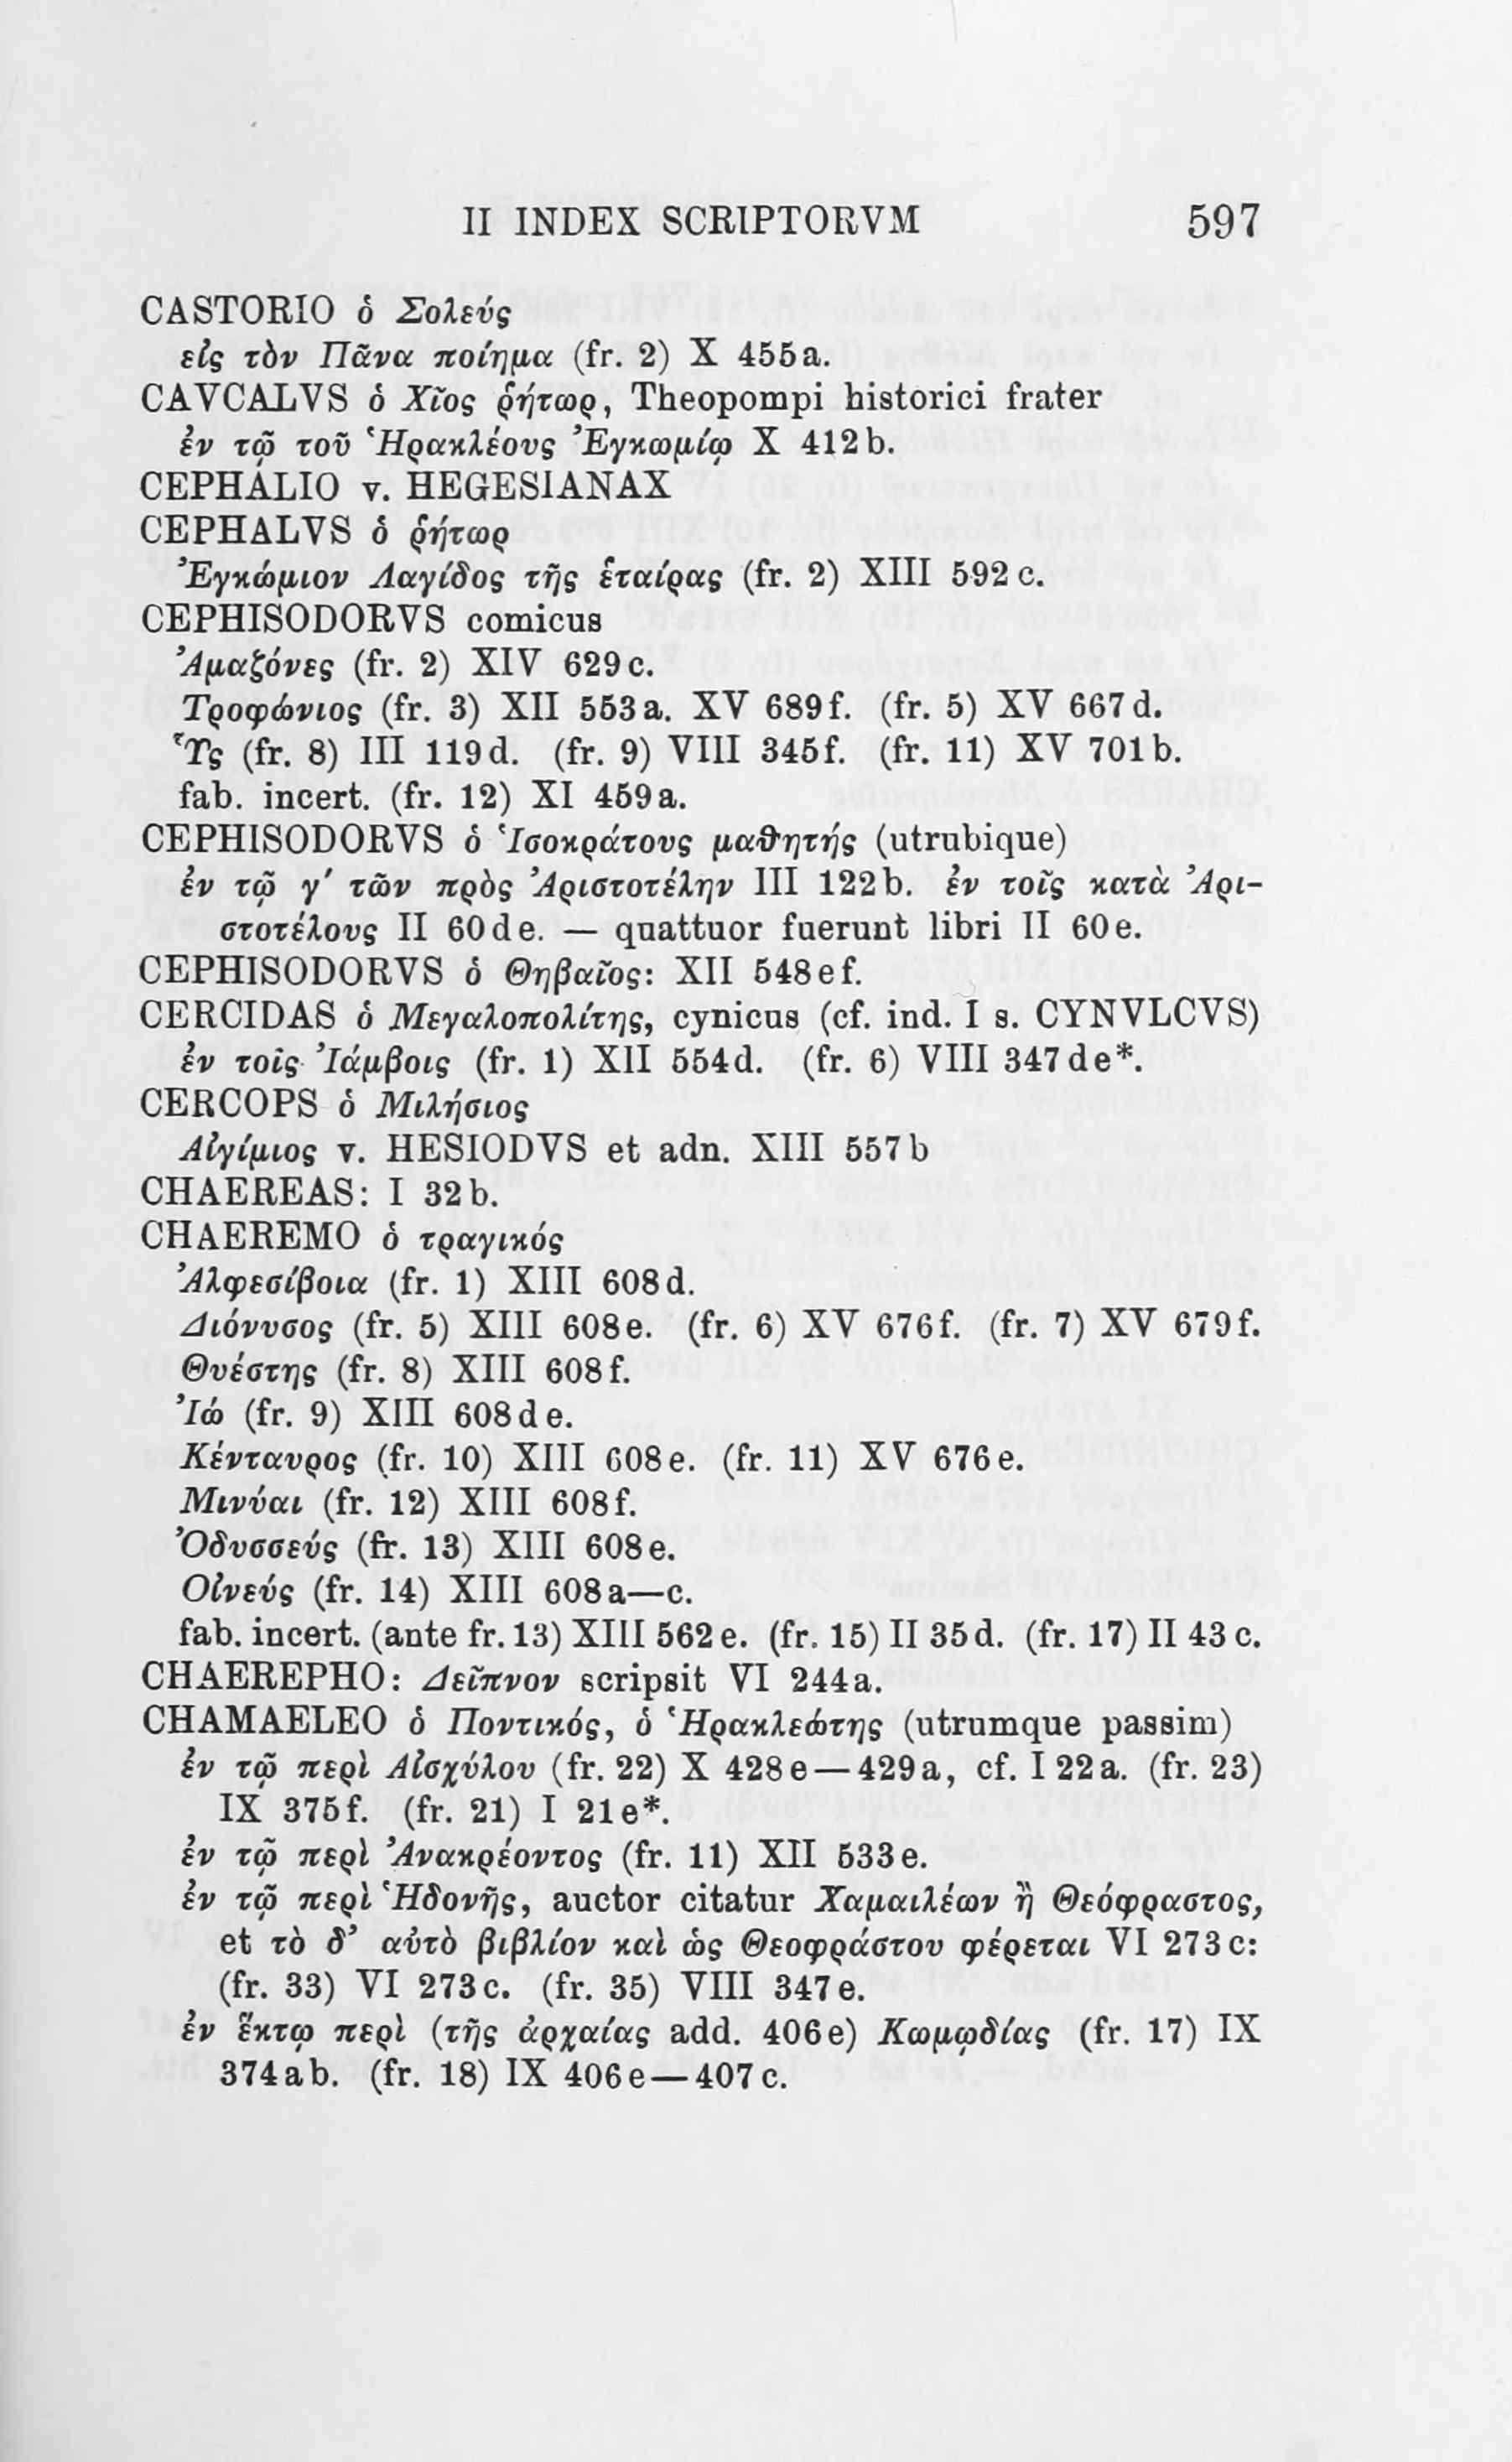 II INDEX SCRIPTORVM 597
CASTORIO ὁ Σολεύς
εἰς τὸν Πᾶνα ποίημα (fr. 2) X 455a.
CAVCALVS ὁ Χῖος ῥήτωρ, Theopompi historici frater
ἐν τῷ τοῦ Ἡρακλέους Ἐγκωμίῳ X 412b.
CEPHALIO v. HEGESIANAX
CEPHALVS ὁ ῥήτωρ
Ἐγκώμιον Λαγίδος τῆς ἑταίρας (fr. 2) XIII 592c.
CEPHISODORVS comicus
Ἀμαζόνες (fr. 2) XIV 629c.
Τροφώνιος (fr. 3) XII 553a. XV 689f. (fr. 5) XV 667d.
Ὗς (fr. 8) III 119d. (fr. 9) VIII 345f. (fr. 11) XV 701b.
fab. incert. (fr. 12) XI 459a.
CEPHISODORVS ὁ Ἰσοκράτους μαθητής (utrubique)
ἐν τῷ γ′ τῶν πρὸς Ἀριστοτέλην III 122b. ἐν τοῖς κατὰ Ἀρι-
στοτέλους II 60de. — quattuor fuerunt libri II 60e.
CEPHISODORVS ὁ Θηβαῖος: XII 548ef.
CERCIDAS ὁ Μεγαλοπολίτης, cynicus (cf. ind. I s. CYNVLCVS)
ἐν τοῖς Ἰάμβοις (fr. 1) XII 554d. (fr. 6) VIII 347de*.
CERCOPS ὁ Μιλήσιος
Αἰγίμιος v. HESIODVS et adn. XIII 557b
CHAEREAS: I 32b.
CHAEREMO ὁ τραγικός
Ἀλφεσίβοια (fr. 1) XIII 608d.
Διόνυσος (fr. 5) XIII 608e. (fr. 6) XV 676f. (fr. 7) XV 679f.
Θυέστης (fr. 8) XIII 608f.
Ἰώ (fr. 9) XIII 608de.
Κένταυρος (fr. 10) XIII 608e. (fr. 11) XV 676e.
Μινύαι (fr. 12) XIII 608f.
Ὀδυσσεύς (fr. 13) XIII 608e.
Οἰνεύς (fr. 14) XIII 608a—c.
fab. incert. (ante fr. 13) XIII 562e. (fr. 15) II 35d. (fr. 17) II 43c.
CHAEREPHO: Δεῖπνον scripsit VI 244a.
CHAMAELEO ὁ Ποντικός, ὁ Ἡρακλεώτης (utrumque passim)
ἐν τῷ περὶ Αἰσχύλου (fr. 22) X 428e—429a, cf. I 22a. (fr. 23)
IX 375f. (fr. 21) I 21e*.
ἐν τῷ περὶ Ἀνακρέοντος (fr. 11) XII 533e.
ἐν τῷ περὶ Ἡδονῆς, auctor citatur Χαμαιλέων ἢ Θεόφραστος,
et τὸ δ’ αὐτὸ βιβλίον καὶ ὡς Θεοφράστου φέρεται VI 273c:
(fr. 33) VI 273c. (fr. 35) VIII 347e.
ἐν ἕκτῳ περὶ (τῆς ἀρχαίας add. 406e) Κωμῳδίας (fr. 17) IX
374ab. (fr. 18) IX 406e—407c.